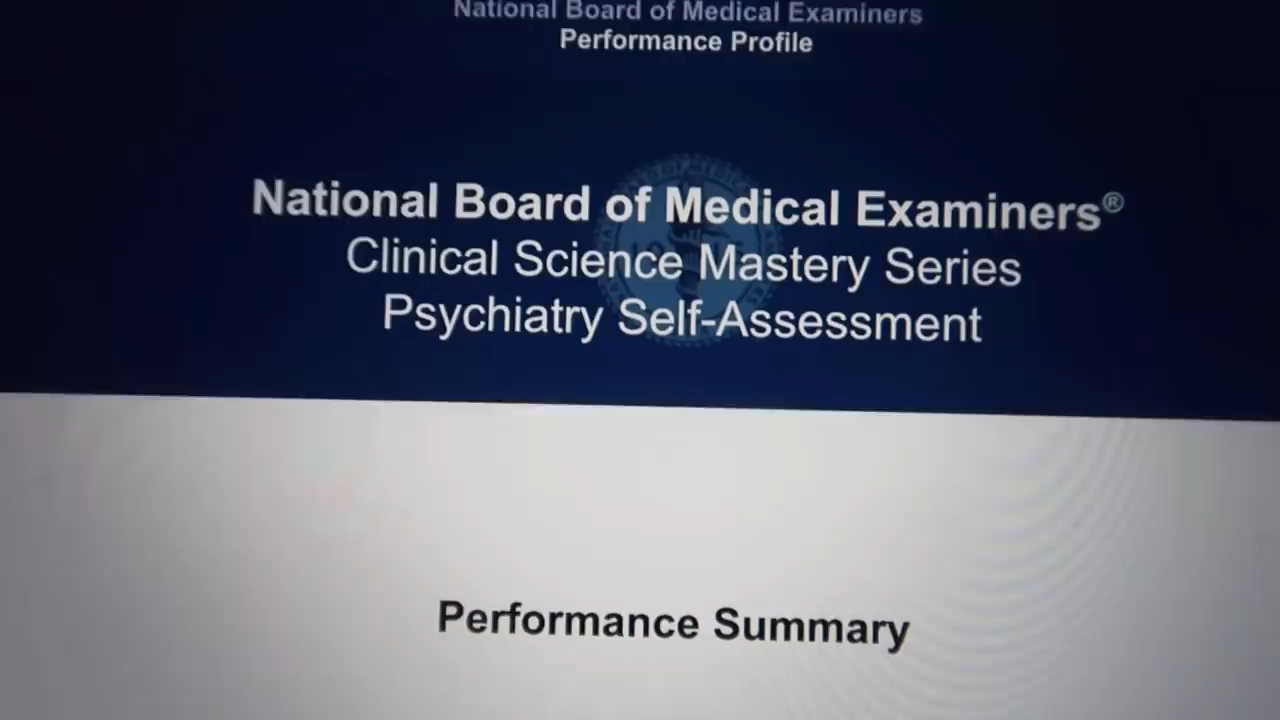 National Board of Medical Examiners
Performance Profile
National Board of Medical Examiners®
Clinical Science Mastery Series
Psychiatry Self-Assessment
Performance Summary